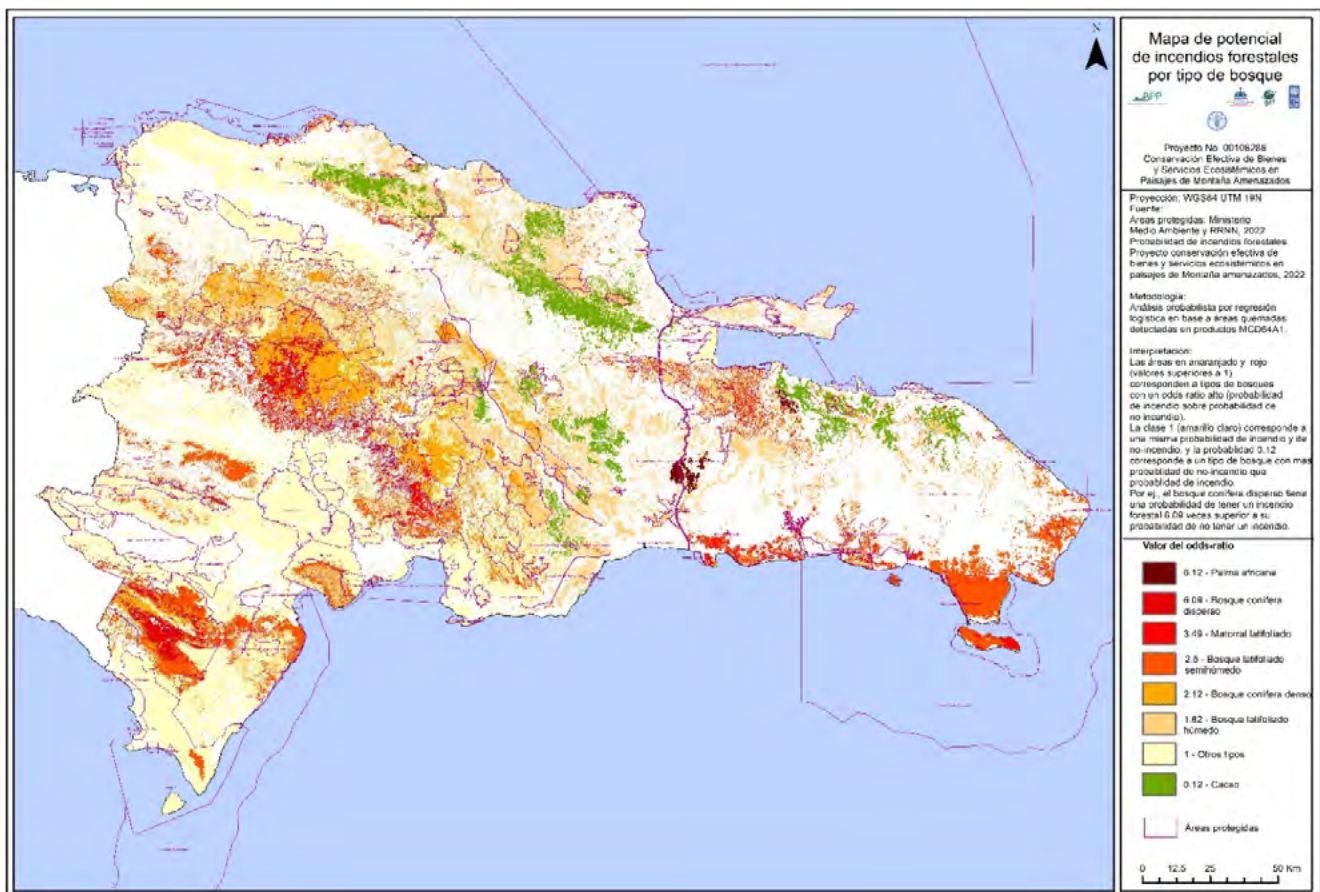 N
Mapa de potencial
de incendios forestales
por tipo de bosque
BPP
Proyecto No. 00106288
Conservación Efectiva de Bienes
y Servicios Ecosistémicos en
Paisajes de Montaña Amenazados
Proyección: WGS84 UTM 19N
Fuente:
Áreas protegidas: Ministerio
Medio Ambiente y RRNN, 2022
Probabilidad de incendios forestales:
Proyecto conservación efectiva de
bienes y servicios ecosistémicos en
paisajes de Montaña amenazados, 2022
Metodología:
Análisis probabilista por regresión
logística en base a áreas quemadas
detectadas en productos MCD64A1.
Interpretación:
Las áreas en anaranjado y rojo
(valores superiores a 1)
corresponden a tipos de bosques
con un odds ratio alto (probabilidad
de incendio sobre probabilidad de
no incendio).
La clase 1 (amarillo claro) corresponde a
una misma probabilidad de incendio y de
no-incendio, y la probablidad 0.12
corresponde a un tipo de bosque con mas
probablidad de no-incendio que
probablidad de incendio.
Por ej., el bosque conífera disperso tiene
una probabilidad de tener un incendio
forestal 6.09 veces superior a su
probabilidad de no tener un incendio.
Valor del odds-ratio
6.12 - Palma africana
6.09 - Bosque conifera
disperso
3.49 - Matorral latifoliado
2.5 - Bosque latifoliado
semihúmedo
2.12 - Bosque conifera denso
1.62 - Bosque latifoliado
húmedo
1 - Otros tipos
0.12 - Cacao
Áreas protegidas
0 12.5 25 50 Km